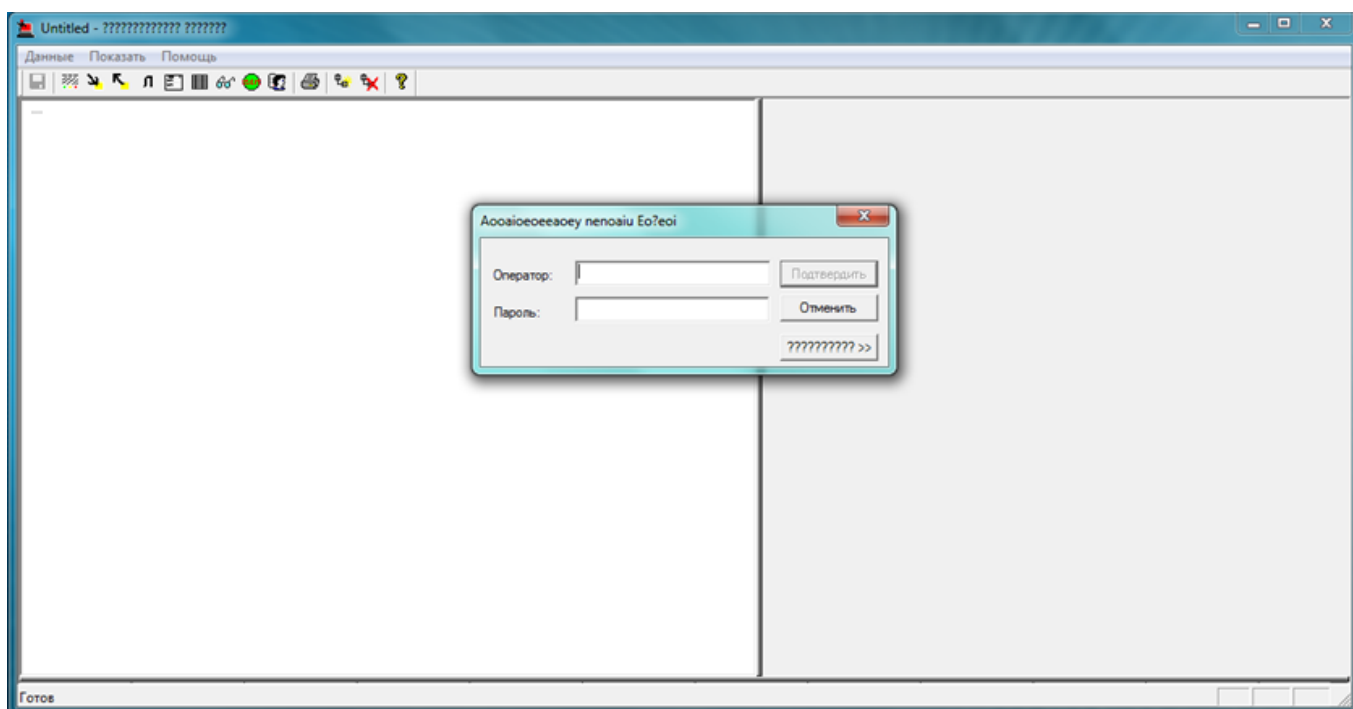 Untitled - ????????????? ???????
Данные Показать Помощь
Л
Aooaioeoeeaoey nenoaiu Eo?eoi
Оператор:
Подтвердить
Пароль:
Отменить
?????????? >>
Готов